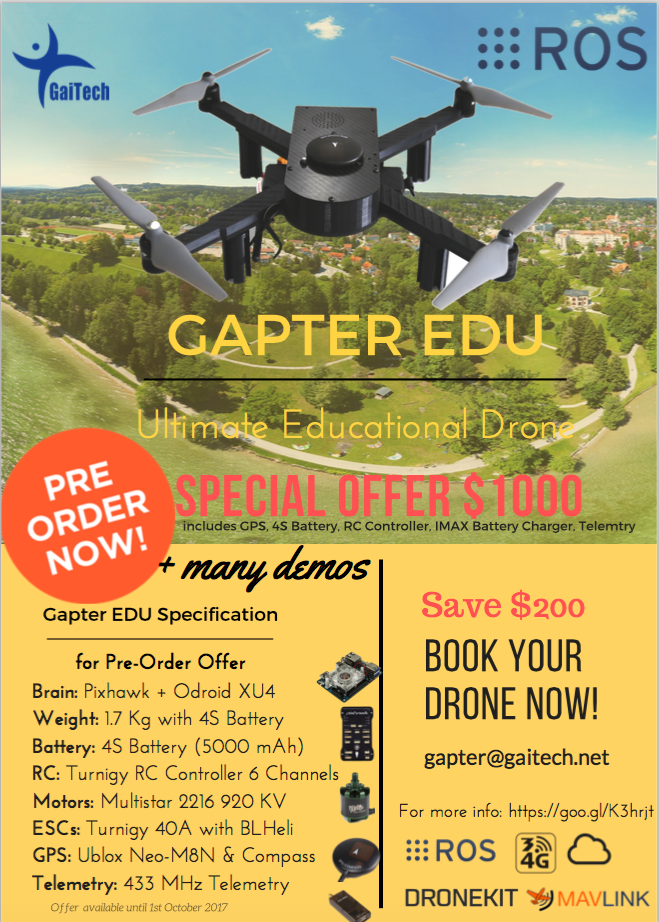 GaiTech
ROS
GAPTER EDU
Ultimate Educational Drone
PRE
ORDER
NOW!
SPECIAL OFFER $1000
includes GPS, 4S Battery, RC Controller, IMAX Battery Charger, Telemtry
+ many demos
Gapter EDU Specification
for Pre-Order Offer
Brain: Pixhawk + Odroid XU4
Weight: 1.7 Kg with 4S Battery
Battery: 4S Battery (5000 mAh)
RC: Turnigy RC Controller 6 Channels
Motors: Multistar 2216 920 KV
ESCs: Turnigy 40A with BLHeli
GPS: Ublox Neo-M8N & Compass
Telemetry: 433 MHz Telemetry
Offer available until 1st October 2017
Save $200
BOOK YOUR
DRONE NOW!
gapter@gaitech.net
For more info: https://goo.gl/K3hrjt
ROS
3G
4G
DRONEKIT
MAVLINK